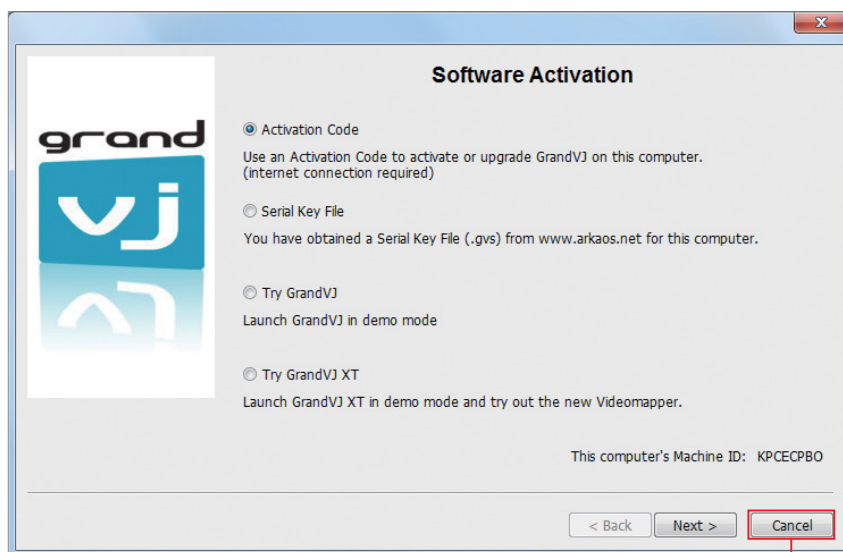 Software Activation
grand
vj
Activation Code
Use an Activation Code to activate or upgrade GrandVJ on this computer.
(internet connection required)
Serial Key File
You have obtained a Serial Key File (.gvs) from www.arkaos.net for this computer.
Try GrandVJ
Launch GrandVJ in demo mode
Try GrandVJ XT
Launch GrandVJ XT in demo mode and try out the new Videomapper.
This computer's Machine ID: KPCECPBO
< Back Next > Cancel